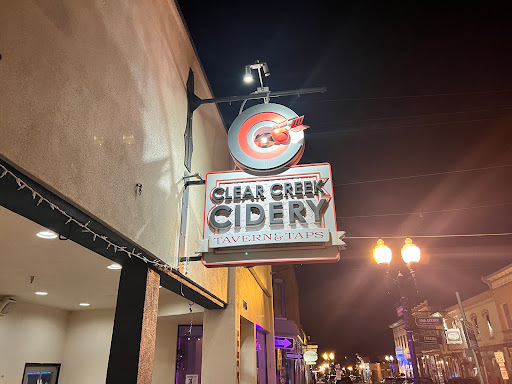 CLEAR CREEK
CIDERY
TAVERN & TAPS